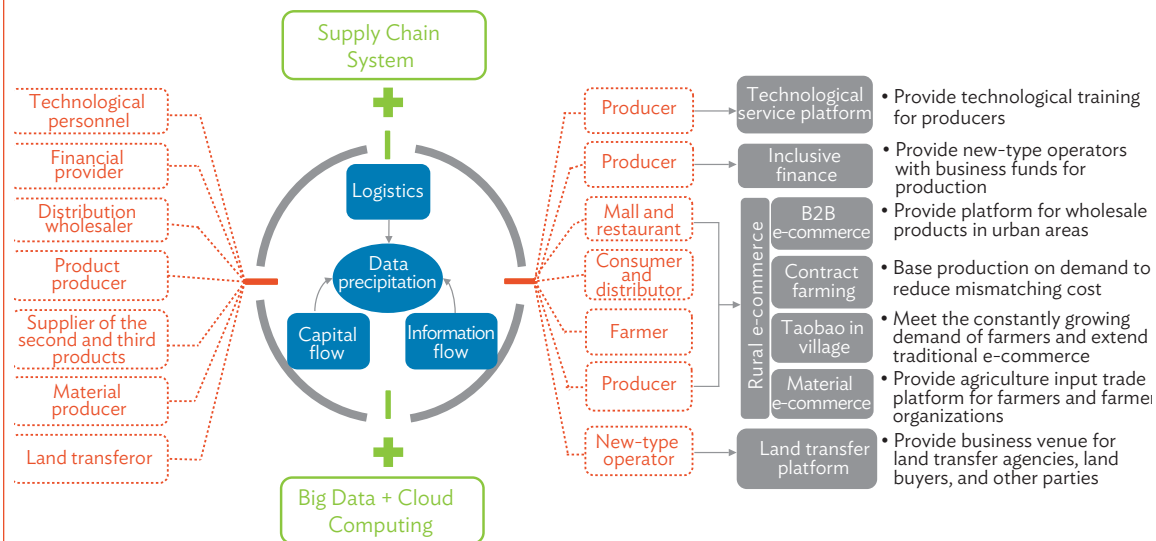 Supply Chain
System
Technological
personnel
Financial
provider
Distribution
wholesaler
Product
producer
Supplier of the
second and third
products
Material
producer
Land transferor
Logistics
Data
precipitation
Capital
flow
Information
flow
Big Data + Cloud
Computing
Producer
Producer
Mall and
restaurant
Consumer
and
distributor
Farmer
Producer
New-type
operator
Rural e-commerce
Technological
service platform
Inclusive
finance
B2B
e-commerce
Contract
farming
Taobao in
village
Material
e-commerce
Land transfer
platform
• Provide technological training
for producers
• Provide new-type operators
with business funds for
production
• Provide platform for wholesale
products in urban areas
• Base production on demand to
reduce mismatching cost
• Meet the constantly growing
demand of farmers and extend
traditional e-commerce
• Provide agriculture input trade
platform for farmers and farmer
organizations
• Provide business venue for
land transfer agencies, land
buyers, and other parties